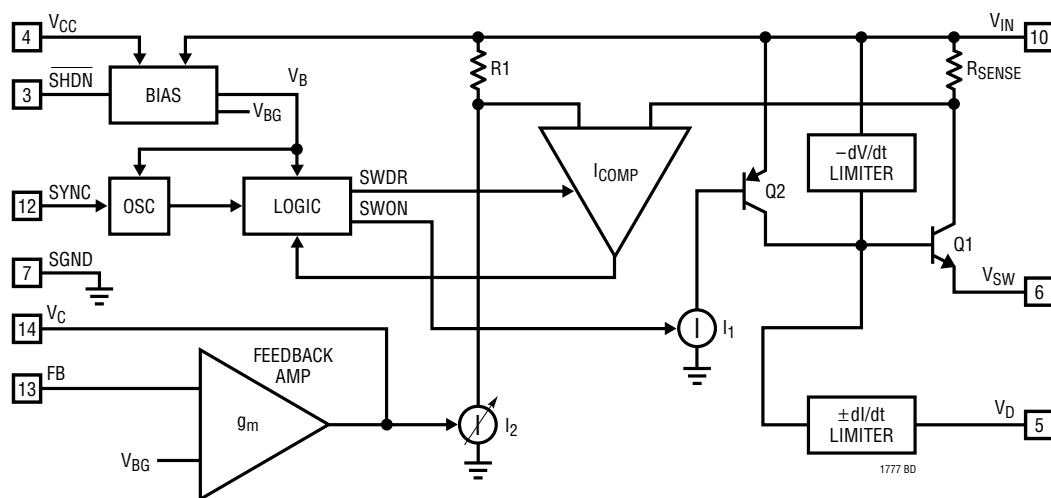 4 VCC
VIN 10
R1
RSENSE
3 SHDN
BIAS
VB
VBG
ICOMP
–dV/dt
LIMITER
Q2
12 SYNC
OSC
LOGIC
SWDR
SWON
Q1
7 SGND
VSW
6
14 VC
I1
13 FB
FEEDBACK
AMP
gm
I2
VBG
±dI/dt
LIMITER
VD
5
1777 BD